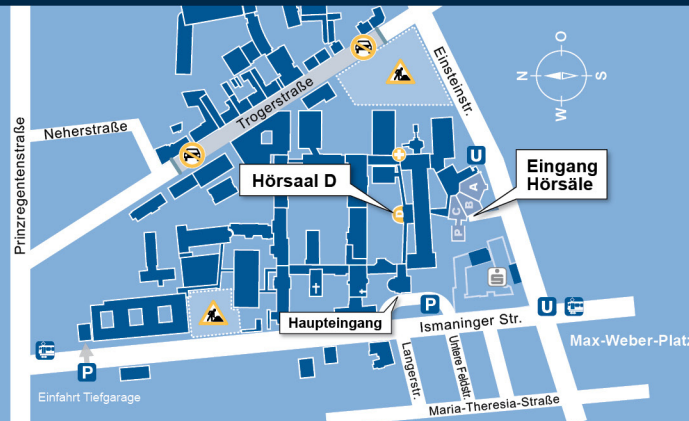 O
N
S
W
Einsteinstr.
Trogerstraße
Neherstraße
Prinzregentenstraße
U
Eingang
Hörsäle
Hörsaal D
D
A
B
C
P
S
P
Haupteingang
Ismaninger Str.
U
Max-Weber-Platz
P
Einfahrt Tiefgarage
Langerstr.
Untere Feldstr.
Maria-Theresia-Straße